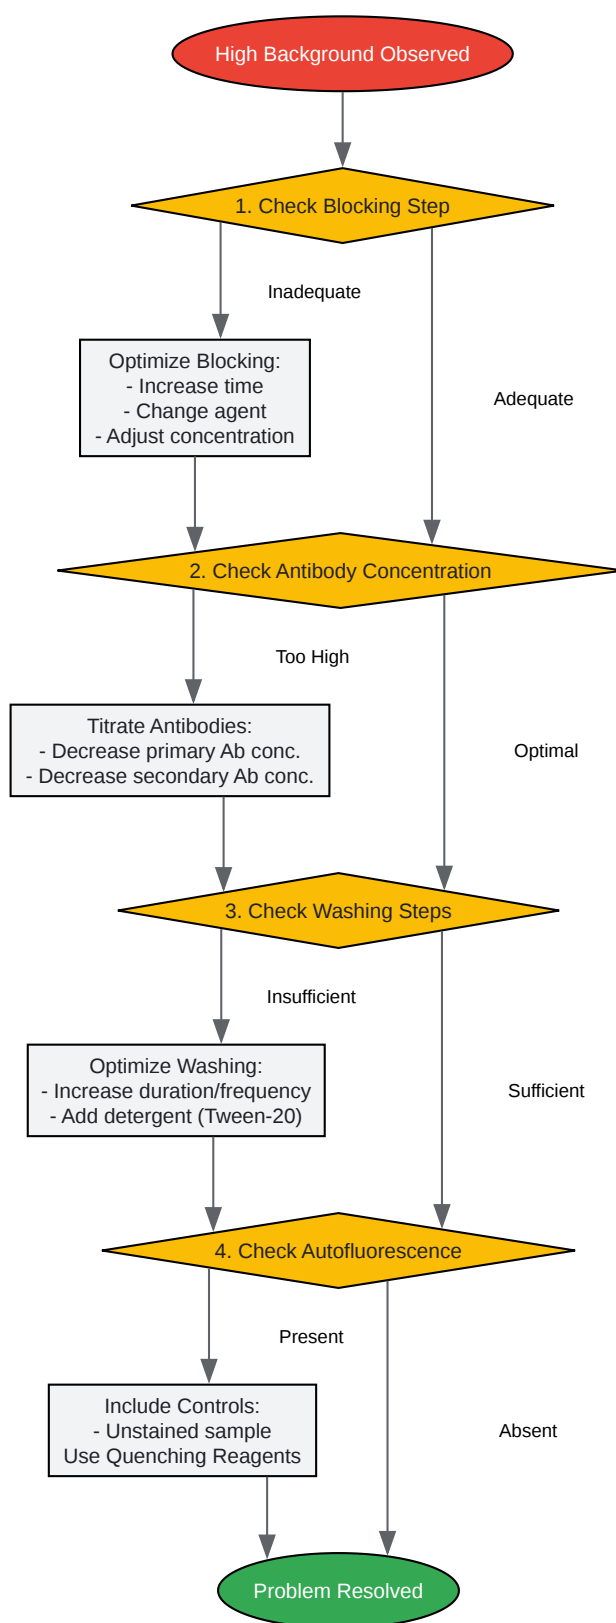 High Background Observed
1. Check Blocking Step
Inadequate
Optimize Blocking:
- Increase time
- Change agent
- Adjust concentration
Adequate
2. Check Antibody Concentration
Too High
Titrate Antibodies:
- Decrease primary Ab conc.
- Decrease secondary Ab conc.
Optimal
3. Check Washing Steps
Insufficient
Optimize Washing:
- Increase duration/frequency
- Add detergent (Tween-20)
Sufficient
4. Check Autofluorescence
Present
Include Controls:
- Unstained sample
Use Quenching Reagents
Absent
Problem Resolved